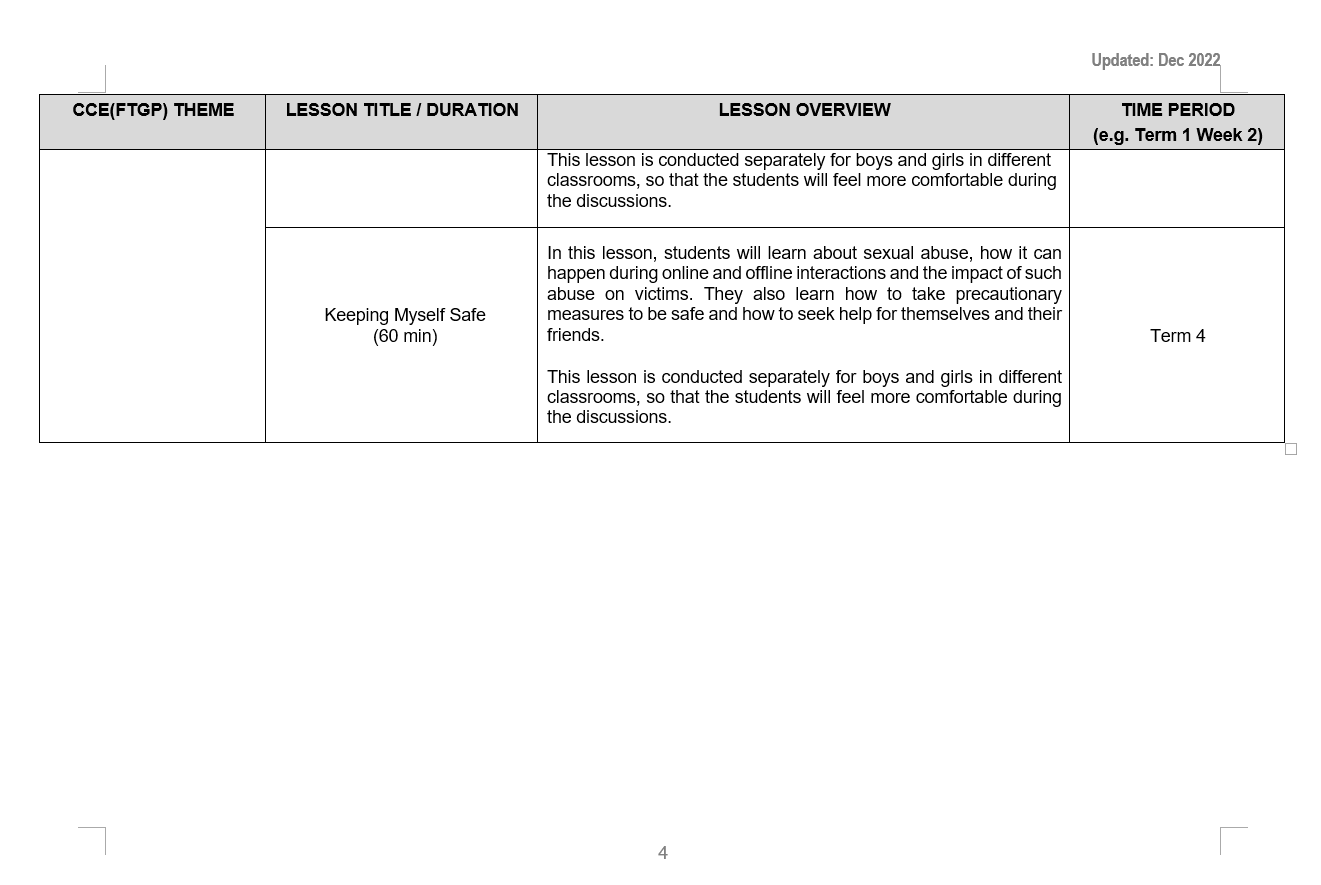 Updated: Dec 2022
CCE(FTGP) THEME
LESSON TITLE / DURATION
LESSON OVERVIEW
TIME PERIOD
(e.g. Term 1 Week 2)
This lesson is conducted separately for boys and girls in different
classrooms, so that the students will feel more comfortable during
the discussions.
Keeping Myself Safe
(60 min)
In this lesson, students will learn about sexual abuse, how it can
happen during online and offline interactions and the impact of such
abuse on victims. They also learn how to take precautionary
measures to be safe and how to seek help for themselves and their
friends.
This lesson is conducted separately for boys and girls in different
classrooms, so that the students will feel more comfortable during
the discussions.
Term 4
4